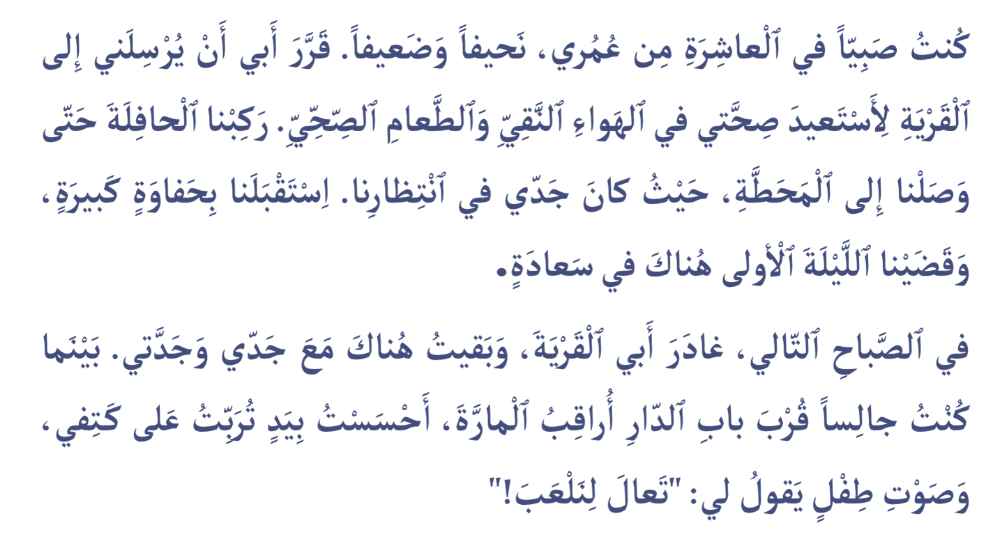 كُنتُ صَبِيّاً في ٱلْعاشِرَةِ مِن عُمُري، نَحيفاً وَضَعيفاً. قَرَّرَ أَبي أَنْ يُرْسِلَني إِلى
ٱلْقَرْيَةِ لِأَسْتَعيدَ صِحَّتي في ٱلهَواءِ ٱلنَّقِيِّ وَٱلطَّعامِ ٱلصِّحِّيِّ. رَكِبْنا ٱلْحافِلَةَ حَتّى
وَصَلْنا إِلى ٱلْمَحَطَّةِ، حَيْثُ كانَ جَدّي في ٱنْتِظارِنا. اِسْتَقْبَلَنا بِحَفاوَةٍ كَبيرَةٍ،
وَقَضَيْنا ٱللَّيْلَةَ ٱلْأولى هُناكَ في سَعادَةٍ.
في ٱلصَّباحِ ٱلتّالي، غادَرَ أَبي ٱلْقَرْيَةَ، وَبَقيتُ هُناكَ مَعَ جَدّي وَجَدَّتي. بَيْنَما
كُنْتُ جالِساً قُرْبَ بابِ ٱلدّارِ أُراقِبُ ٱلْمارَّةَ، أَحْسَسْتُ بِيَدٍ تُرَبِّتُ عَلى كَتِفي،
وَصَوْتِ طِفْلٍ يَقولُ لي: "تَعالَ لِنَلْعَبَ!"